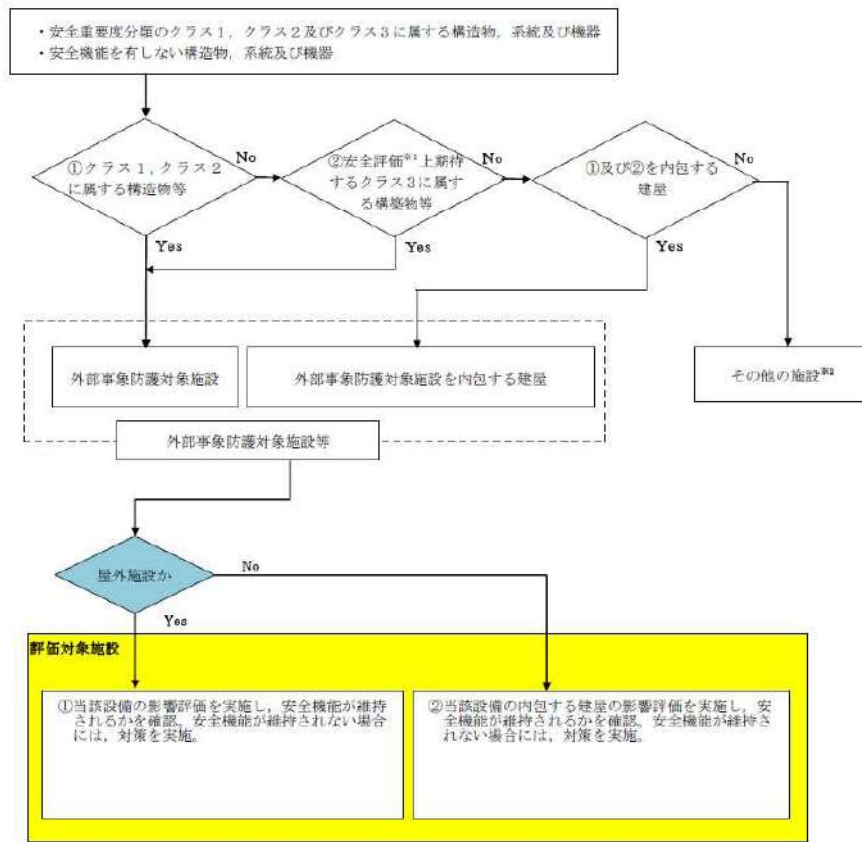 ・安全重要度分類のクラス1，クラス2及びクラス3に属する構造物，系統及び機器
・安全機能を有しない構造物，系統及び機器
①クラス1，クラス2
に属する構造物等
No
②安全評価※1上期待
するクラス3に属す
る構築物等
No
①及び②を内包する
建屋
No
Yes
Yes
Yes
外部事象防護対象施設
外部事象防護対象施設を内包する建屋
その他の施設※2
外部事象防護対象施設等
屋外施設か
No
Yes
評価対象施設
①当該設備の影響評価を実施し，安全機能が維持
されるかを確認，安全機能が維持されない場合
には，対策を実施。
②当該設備の内包する建屋の影響評価を実施し，安
全機能が維持されるかを確認，安全機能が維持さ
れない場合には，対策を実施。